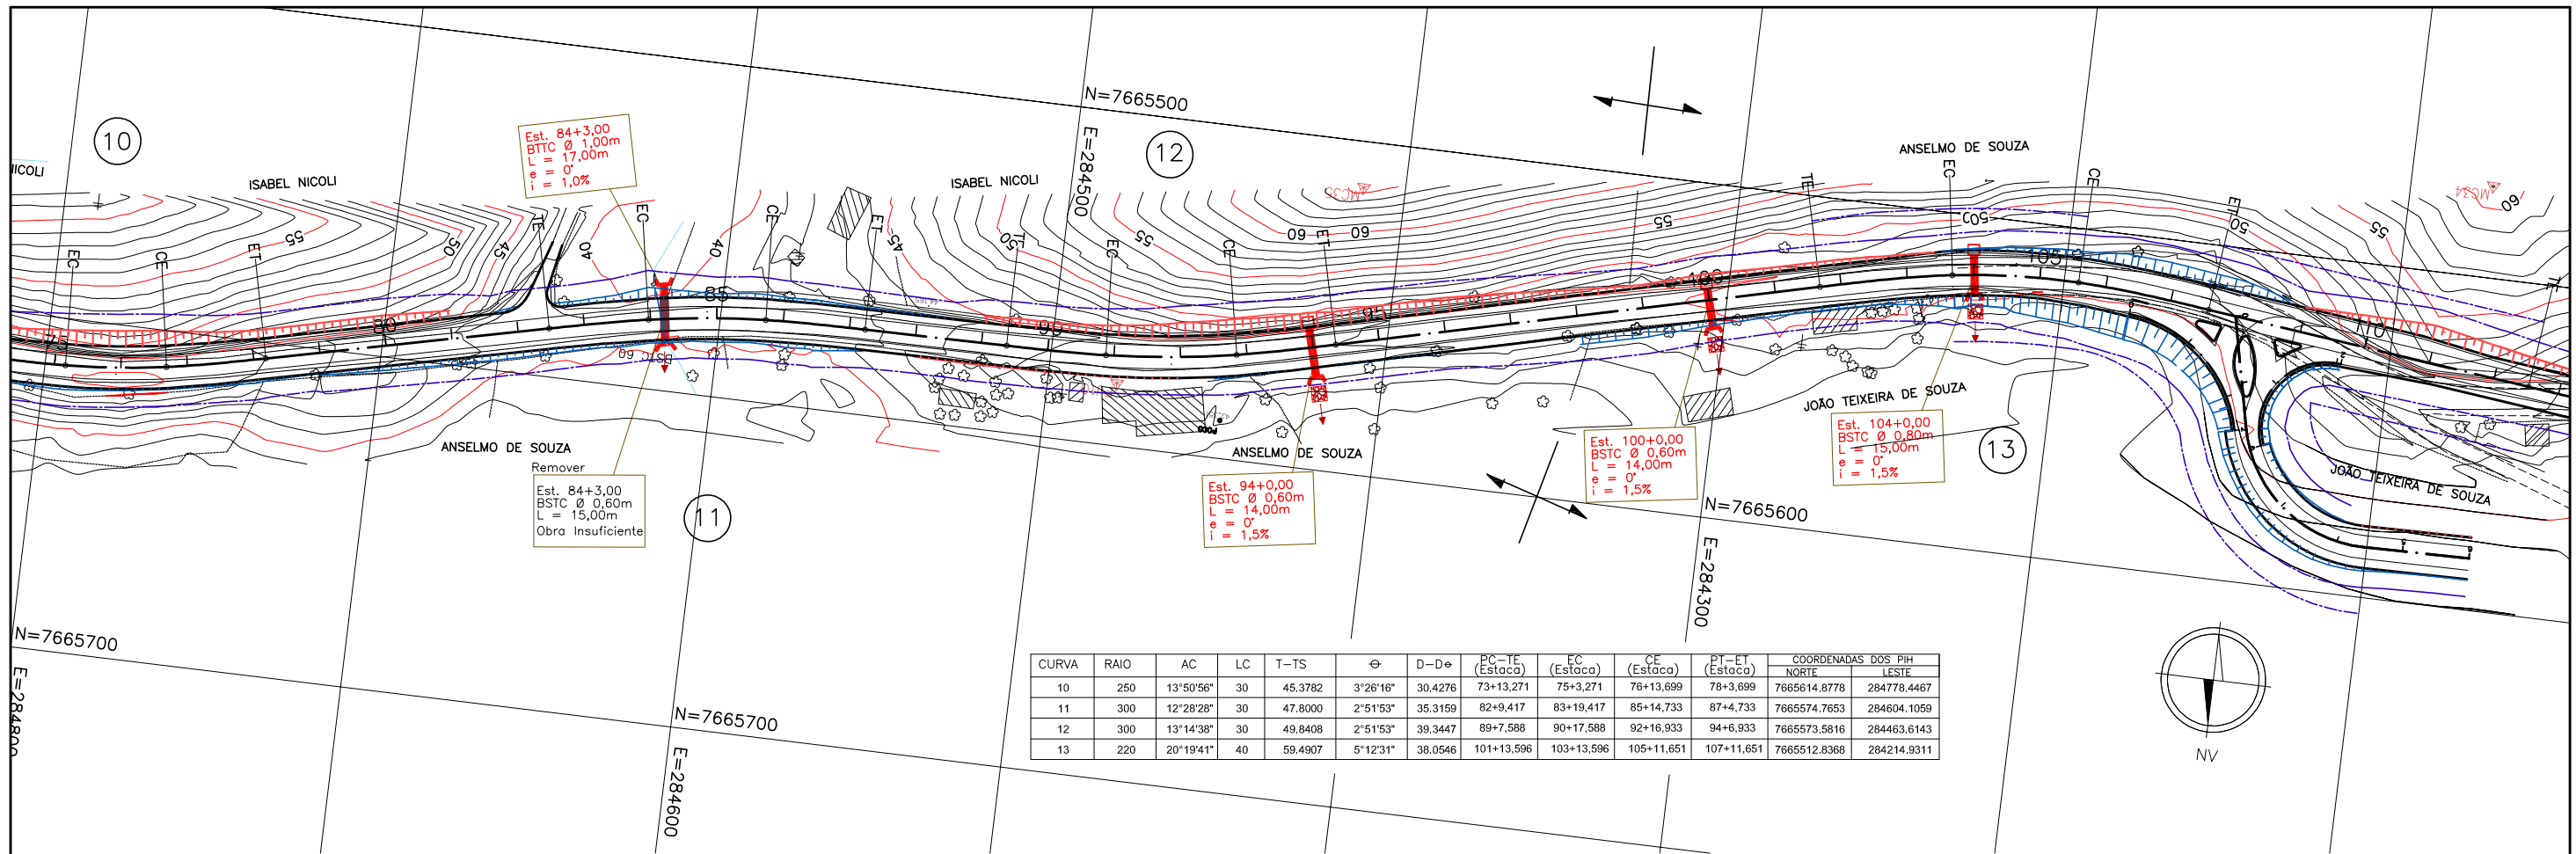 N=7665500
E=284500
10
12
Est. 84+3,00
BTTC Ø 1,00m
L = 17,00m
e = 0°
i = 1,0%
ANSELMO DE SOUZA
NICOLI
ISABEL NICOLI
ISABEL NICOLI
MC35
MC34
EC
CE
ET
TE
EC
CE
ET
TE
EC
CE
ET
TE
EC
CE
ET
TE
55
50
45
40
40
45
50
55
60
60
55
50
50
55
60
75
80
85
90
95
100
105
110
BSTC 60
ANSELMO DE SOUZA
Remover
Est. 84+3,00
BSTC Ø 0,60m
L = 15,00m
Obra Insuficiente
11
ANSELMO DE SOUZA
Est. 94+0,00
BSTC Ø 0,60m
L = 14,00m
e = 0°
i = 1,5%
Est. 100+0,00
BSTC Ø 0,60m
L = 14,00m
e = 0°
i = 1,5%
JOÃO TEIXEIRA DE SOUZA
Est. 104+0,00
BSTC Ø 0,80m
L = 15,00m
e = 0°
i = 1,5%
13
JOÃO TEIXEIRA DE SOUZA
N=7665600
E=284300
N=7665700
E=284800
N=7665700
E=284600
CURVA RAIO AC LC T-TS Θ D-DΘ PC-TE (Estaca) EC (Estaca) CE (Estaca) PT-ET (Estaca) COORDENADAS DOS PIH
NORTE LESTE
10 250 13°50'56" 30 45,3782 3°26'16" 30,4276 73+13,271 75+3,271 76+13,699 78+3,699 7665614,8778 284778,4467
11 300 12°28'28" 30 47,8000 2°51'53" 35,3159 82+9,417 83+19,417 85+14,733 87+4,733 7665574,7653 284604,1059
12 300 13°14'38" 30 49,8408 2°51'53" 39,3447 89+7,588 90+17,588 92+16,933 94+6,933 7665573,5816 284463,6143
13 220 20°19'41" 40 59,4907 5°12'31" 38,0546 101+13,596 103+13,596 105+11,651 107+11,651 7665512,8368 284214,9311
NV